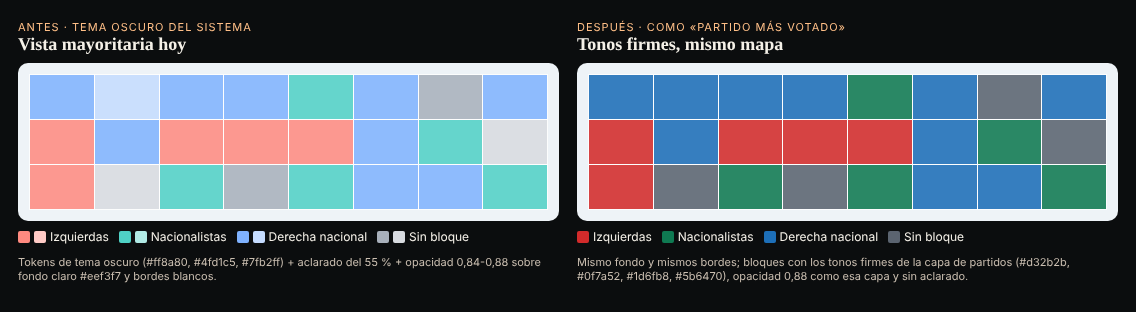 ANTES · TEMA OSCURO DEL SISTEMA
Vista mayoritaria hoy
Izquierdas Nacionalistas Derecha nacional Sin bloque
Tokens de tema oscuro (#ff8a80, #4fd1c5, #7fb2ff) + aclarado del 55 % + opacidad 0,84-0,88 sobre
fondo claro #eef3f7 y bordes blancos.
DESPUÉS · COMO «PARTIDO MÁS VOTADO»
Tonos firmes, mismo mapa
Izquierdas Nacionalistas Derecha nacional Sin bloque
Mismo fondo y mismos bordes; bloques con los tonos firmes de la capa de partidos (#d32b2b,
#0f7a52, #1d6fb8, #5b6470), opacidad 0,88 como esa capa y sin aclarado.